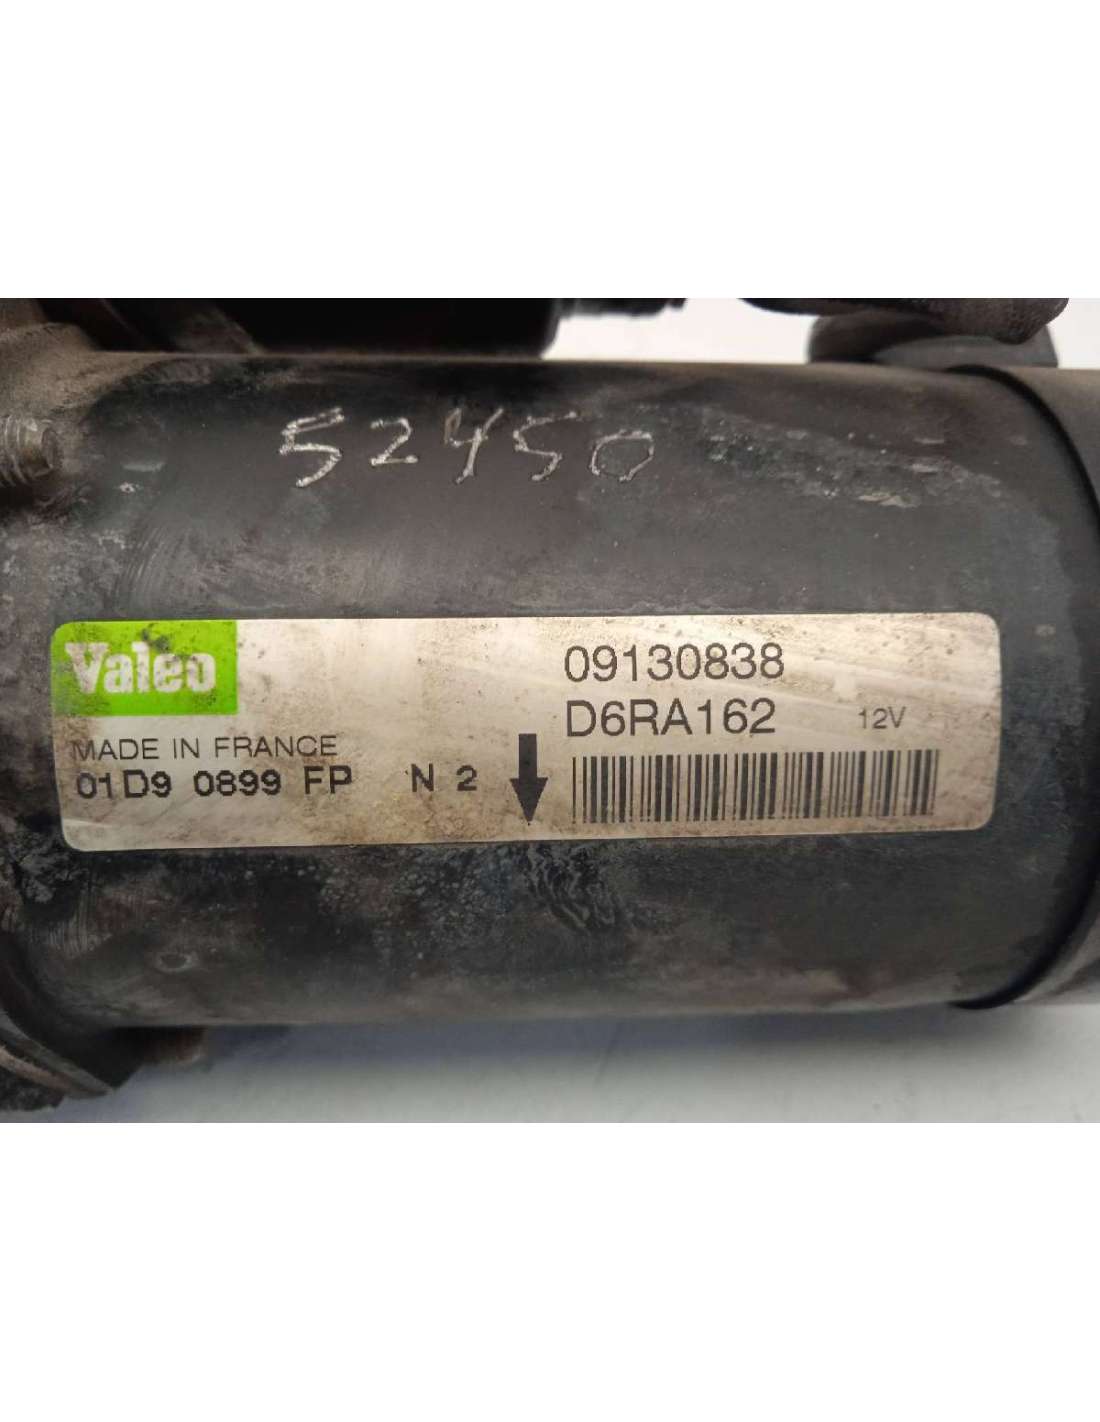 52450
Valeo
09130838
D6RA162 12V
MADE IN FRANCE
01D9 0899 FP N 2